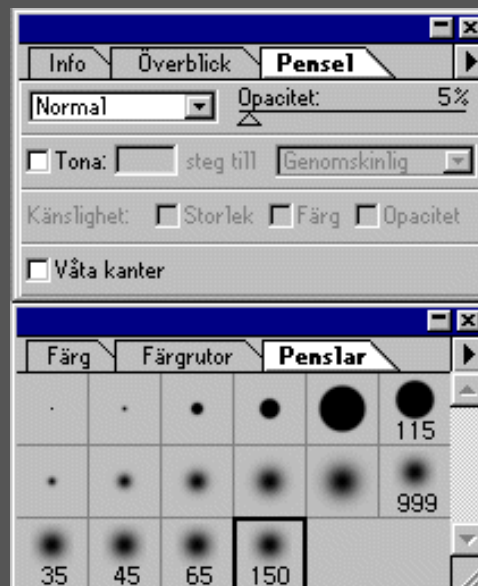 Info Överblick Pensel
Normal Opacitet: 5%
Tona: steg till Genomskinlig
Känslighet: Storlek Färg Opacitet
Våta kanter
Färg Färgrutor Penslar
115
999
35 45 65 150